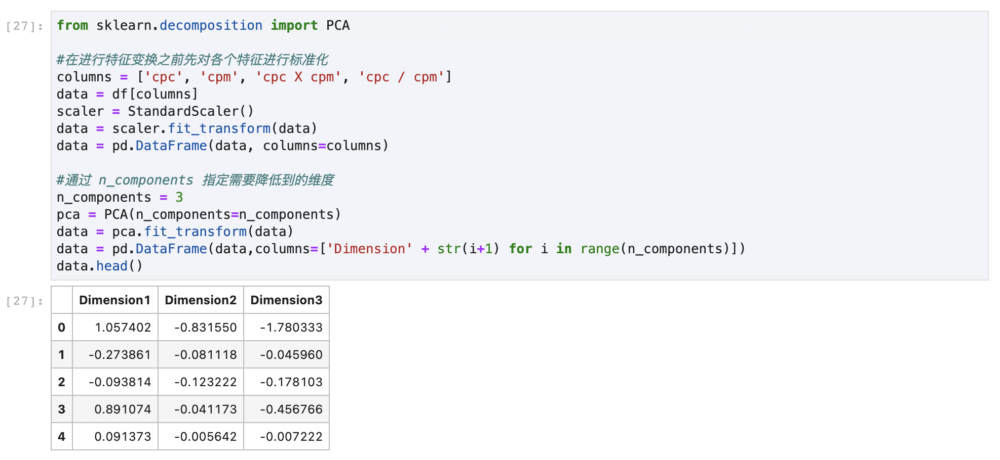 [27]:
from sklearn.decomposition import PCA
#在进行特征变换之前先对各个特征进行标准化
columns = ['cpc', 'cpm', 'cpc X cpm', 'cpc / cpm']
data = df[columns]
scaler = StandardScaler()
data = scaler.fit_transform(data)
data = pd.DataFrame(data, columns=columns)
#通过 n_components 指定需要降低到的维度
n_components = 3
pca = PCA(n_components=n_components)
data = pca.fit_transform(data)
data = pd.DataFrame(data,columns=['Dimension' + str(i+1) for i in range(n_components)])
data.head()
[27]:
Dimension1 Dimension2 Dimension3
0 1.057402 -0.831550 -1.780333
1 -0.273861 -0.081118 -0.045960
2 -0.093814 -0.123222 -0.178103
3 0.891074 -0.041173 -0.456766
4 0.091373 -0.005642 -0.007222